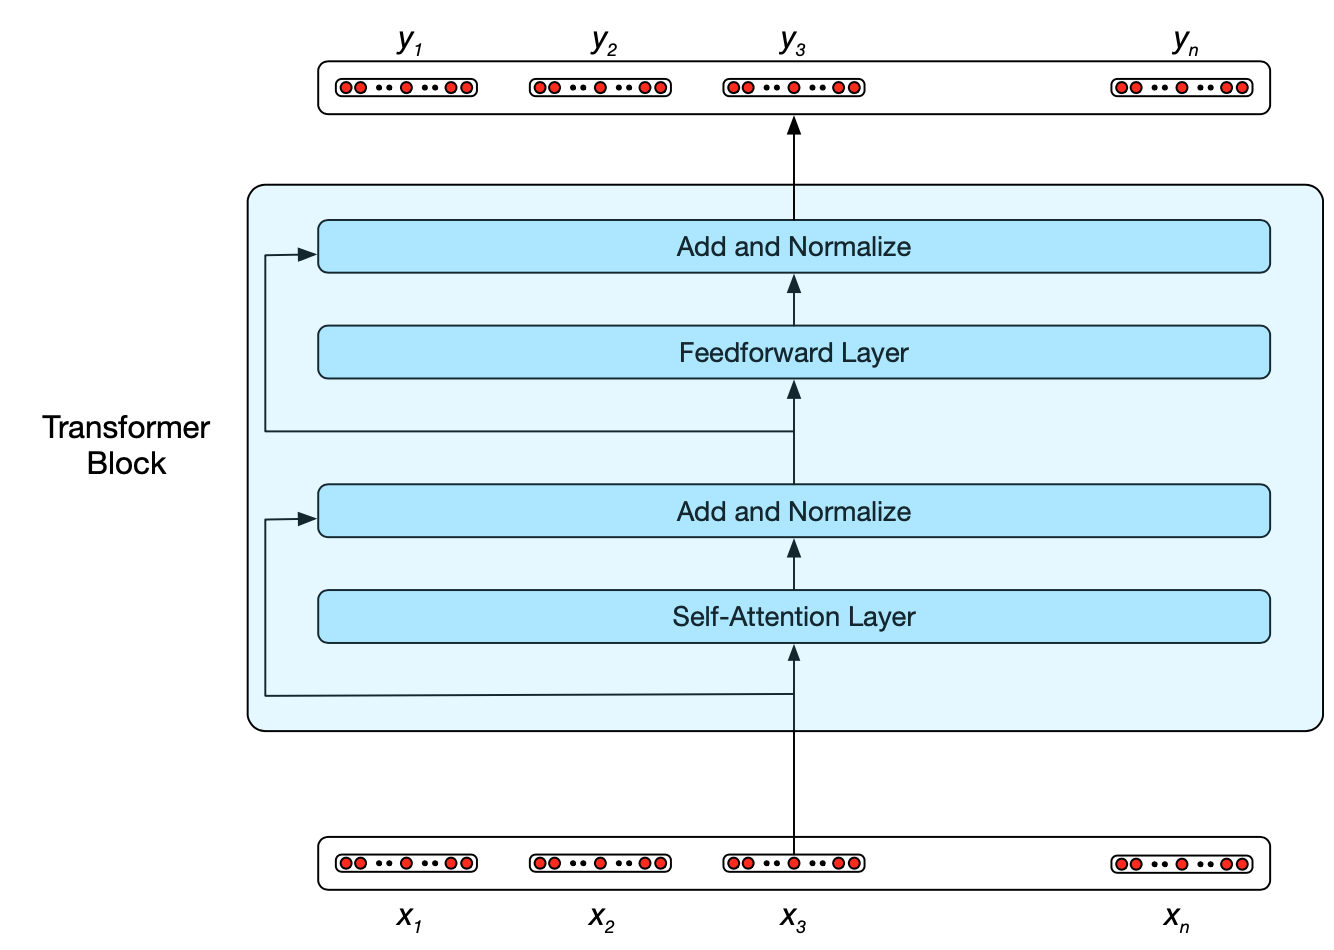 y1 y2 y3 yn
Add and Normalize
Feedforward Layer
Transformer
Block
Add and Normalize
Self-Attention Layer
x1 x2 x3 xn